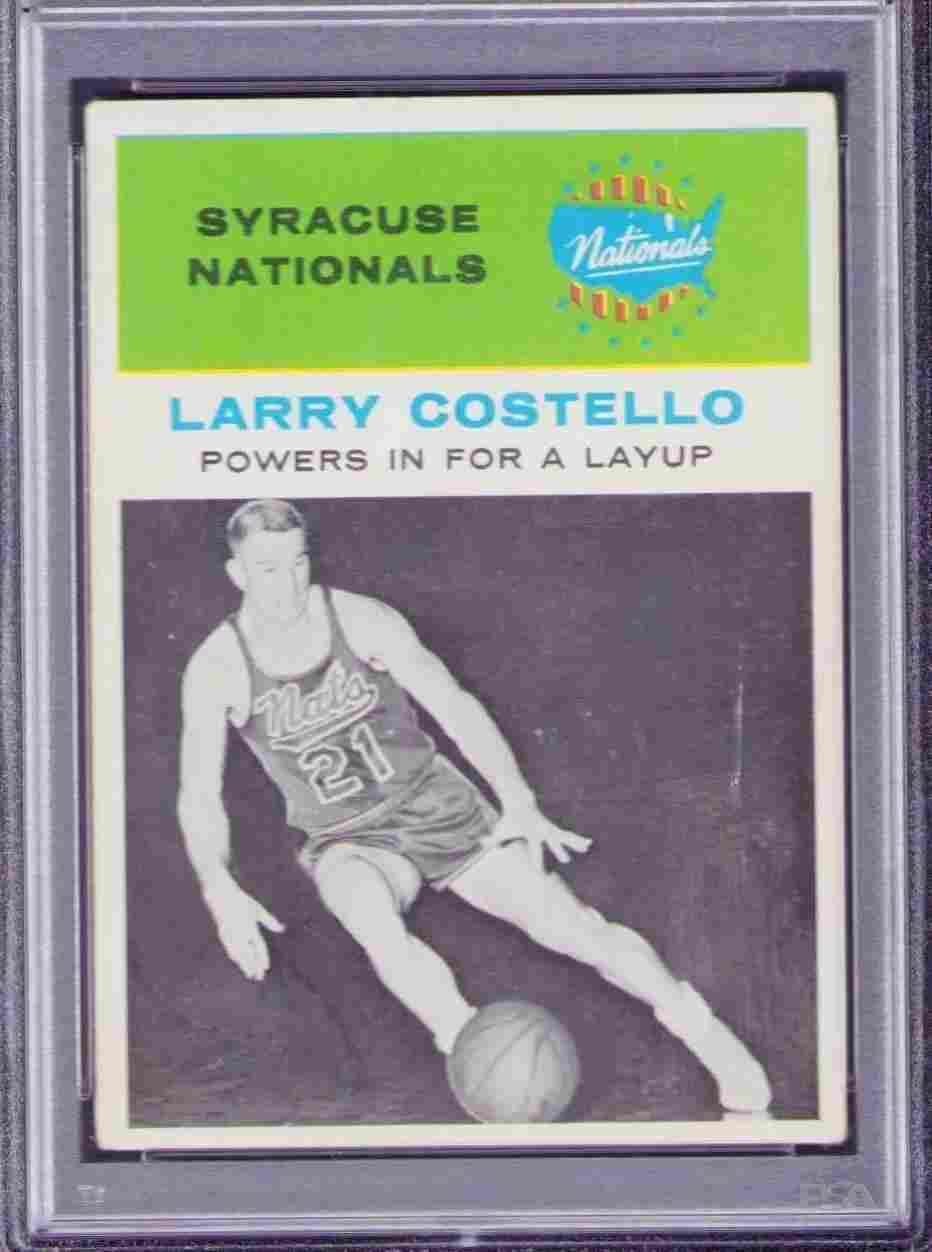 SYRACUSE
NATIONALS
Nationals
LARRY COSTELLO
POWERS IN FOR A LAYUP
Nats
21
PSA